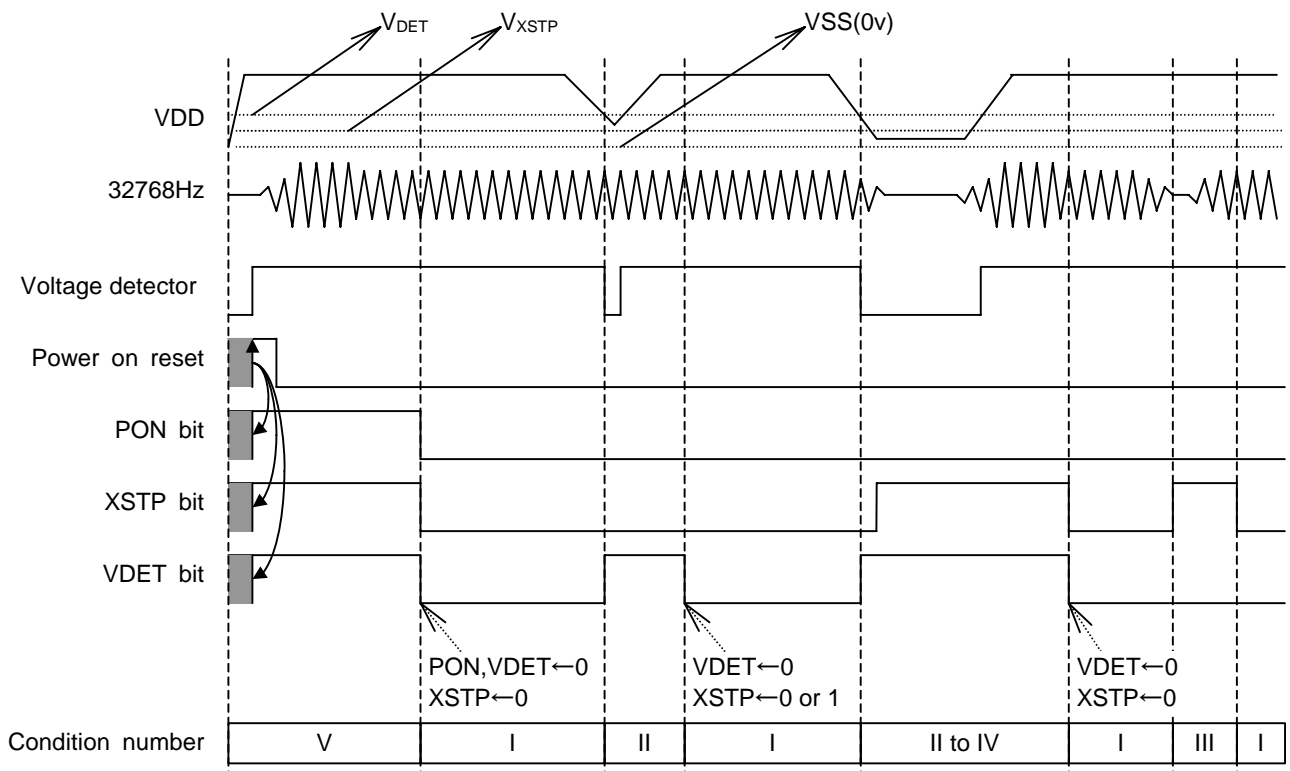 VDET VXSTP VSS(0v)
VDD
32768Hz
Voltage detector
Power on reset
PON bit
XSTP bit
VDET bit
PON,VDET←0 VDET←0 VDET←0
XSTP←0 XSTP←0 or 1 XSTP←0
Condition number V I II I II to IV I III I